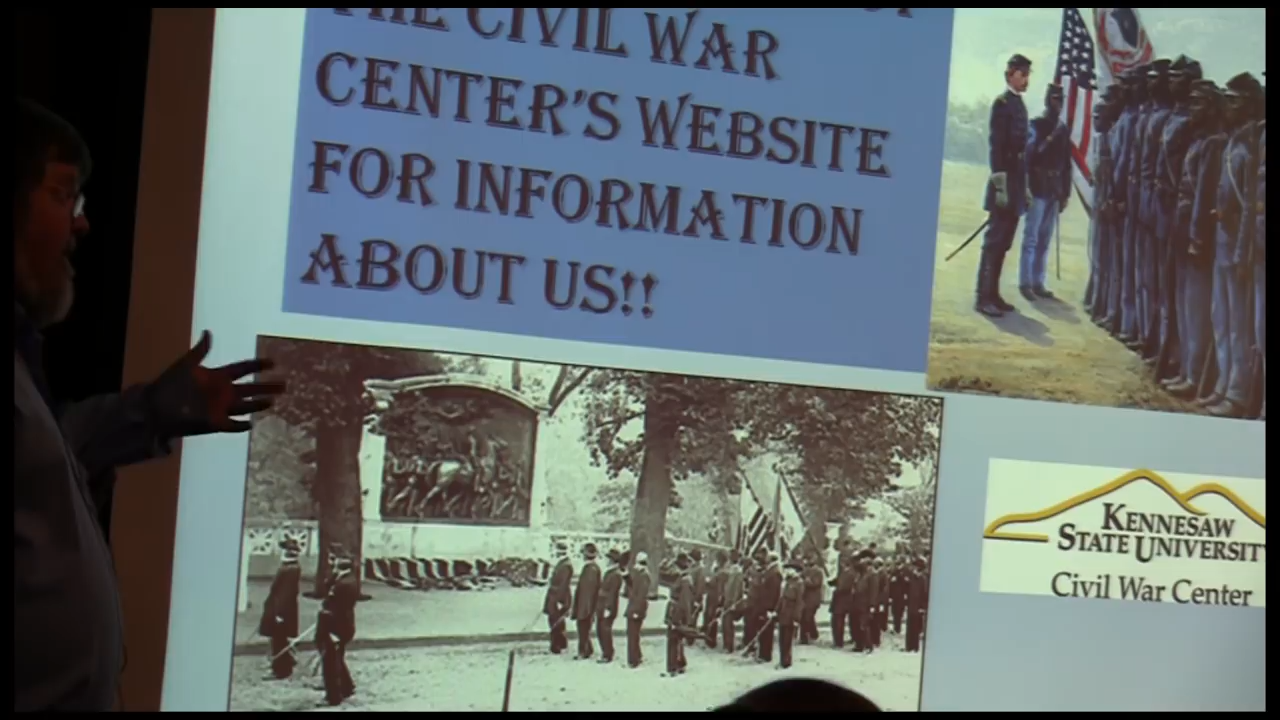 THE CIVIL WAR
CENTER'S WEBSITE
FOR INFORMATION
ABOUT US!!
KENNESAW
STATE UNIVERSITY
Civil War Center